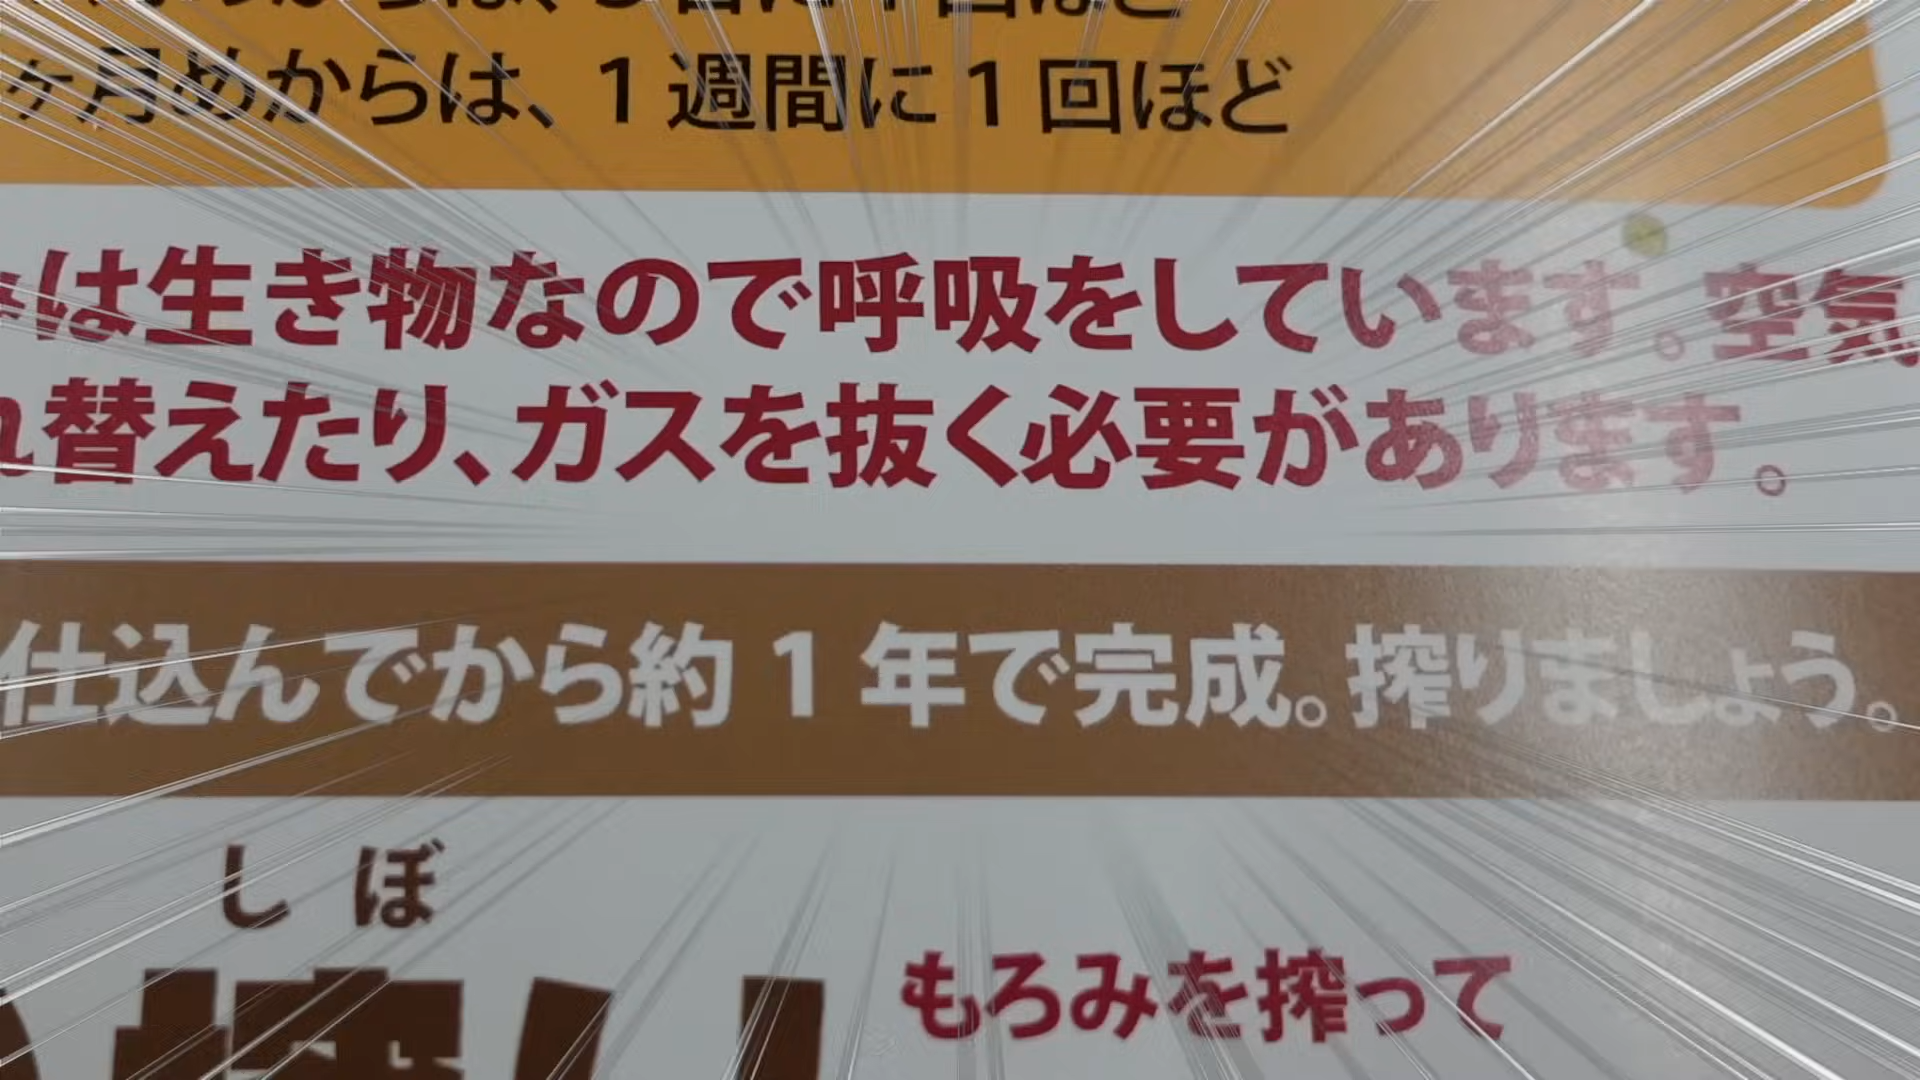 ヶ月めからは、1週間に1回ほど
は生き物なので呼吸をしています。空気
れ替えたり、ガスを抜く必要があります。
仕込んでから約1年で完成。搾りましょう。
しぼ
搾り
もろみを搾って